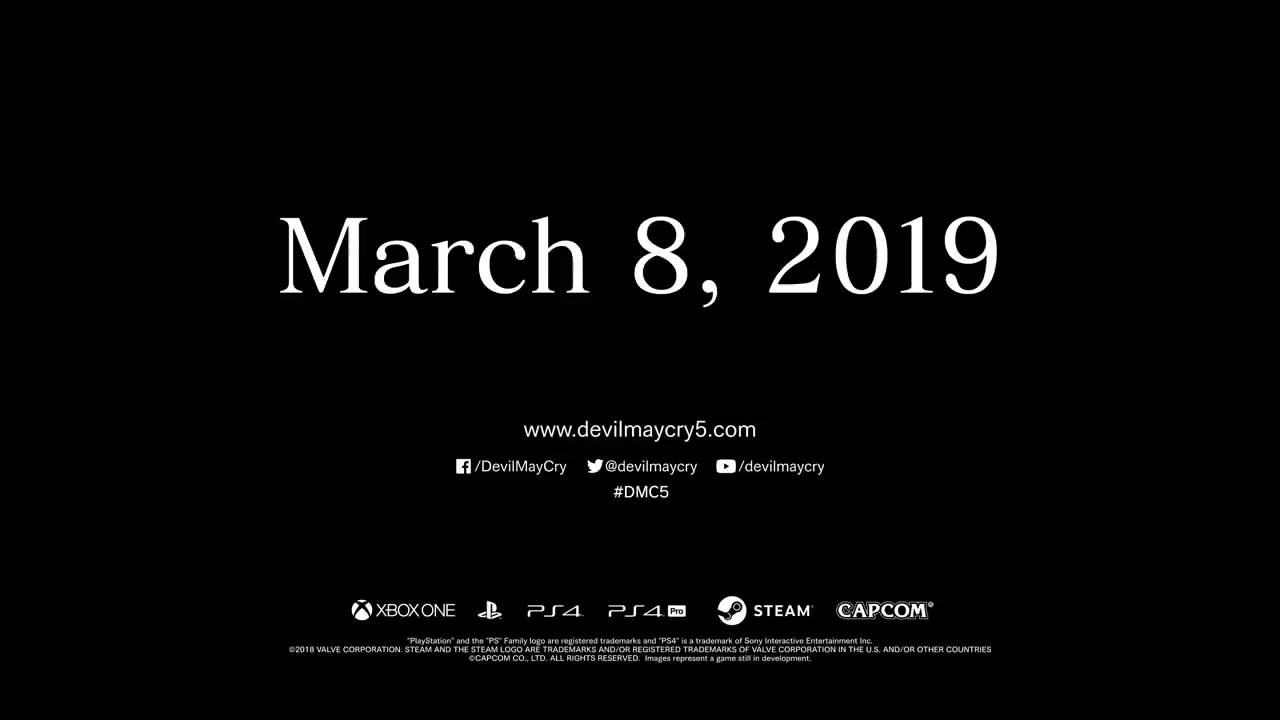 March 8, 2019
www.devilmaycry5.com
/DevilMayCry @devilmaycry /devilmaycry
#DMC5
XBOX ONE PS4 PS4 Pro STEAM® CAPCOM®
"PlayStation" and the "PS" Family logo are registered trademarks and "PS4" is a trademark of Sony Interactive Entertainment Inc.
©2018 VALVE CORPORATION. STEAM AND THE STEAM LOGO ARE TRADEMARKS AND/OR REGISTERED TRADEMARKS OF VALVE CORPORATION IN THE U.S. AND/OR OTHER COUNTRIES
©CAPCOM CO., LTD. ALL RIGHTS RESERVED. Images represent a game still in development.